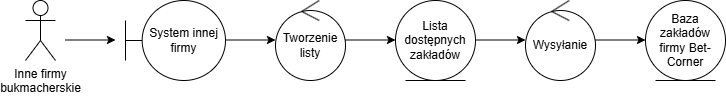 Inne firmy
bukmacherskie
System innej
firmy
Tworzenie
listy
Lista
dostępnych
zakładów
Wysyłanie
Baza
zakładów
firmy Bet-
Corner